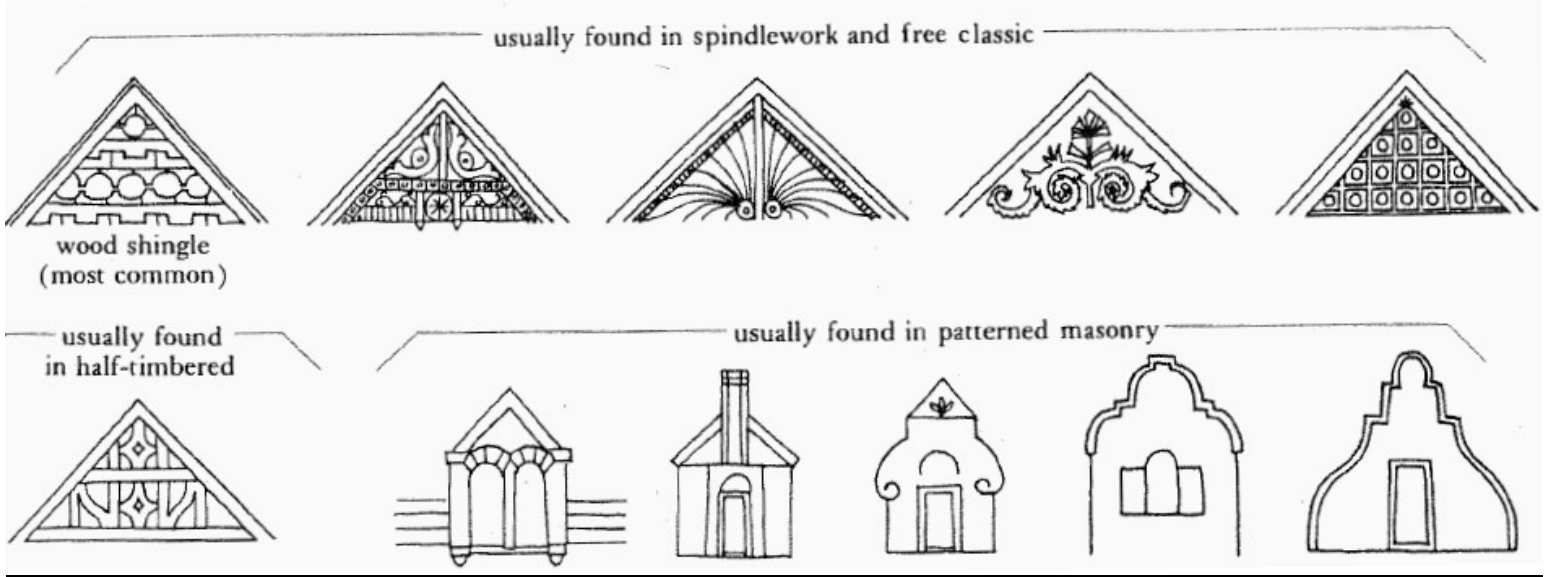 usually found in spindlework and free classic
wood shingle
(most common)
usually found
in half-timbered
usually found in patterned masonry